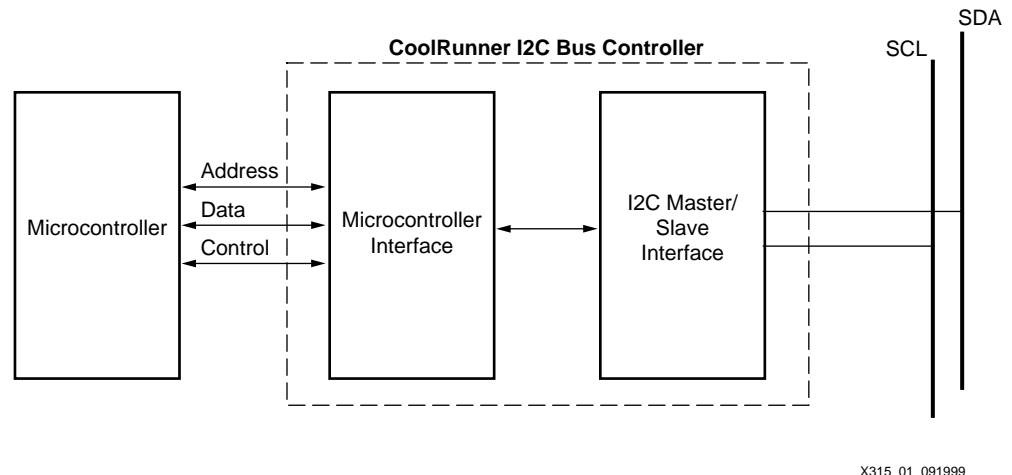 SDA
SCL
CoolRunner I2C Bus Controller
Address
Data
Control
Microcontroller
Microcontroller
Interface
I2C Master/
Slave
Interface
X315_01_091999